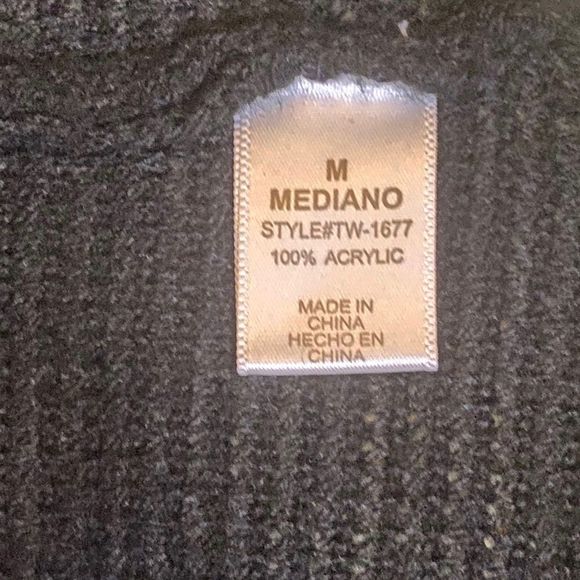 M
MEDIANO
STYLE#TW-1677
100% ACRYLIC
MADE IN
CHINA
HECHO EN
CHINA